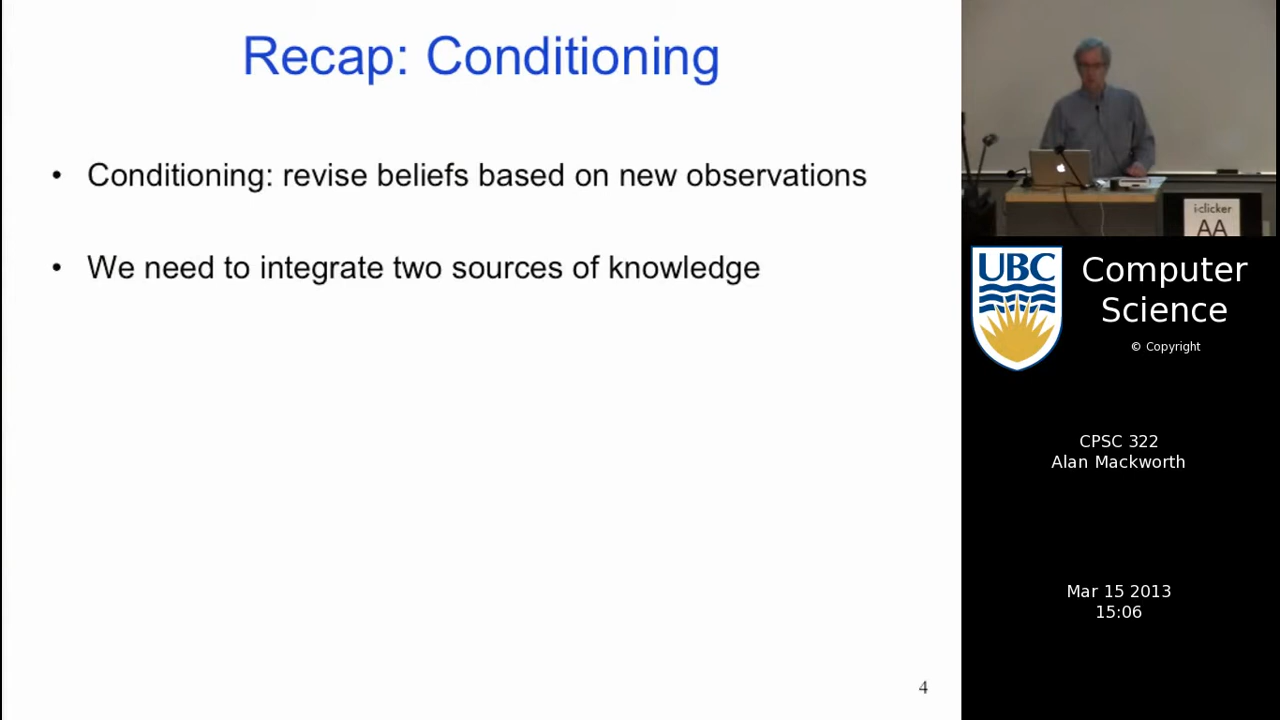 Recap: Conditioning
• Conditioning: revise beliefs based on new observations
• We need to integrate two sources of knowledge
4
i>clicker
AA
UBC
Computer
Science
© Copyright
CPSC 322
Alan Mackworth
Mar 15 2013
15:06